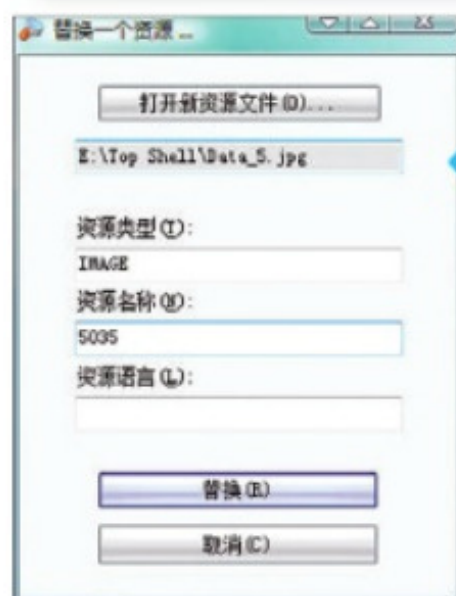 替换一个资源 ...
打开新资源文件(O)...
E:\Top Shell\Data_5.jpg
资源类型(T):
IMAGE
资源名称(N):
5035
资源语言(L):
替换(R)
取消(C)